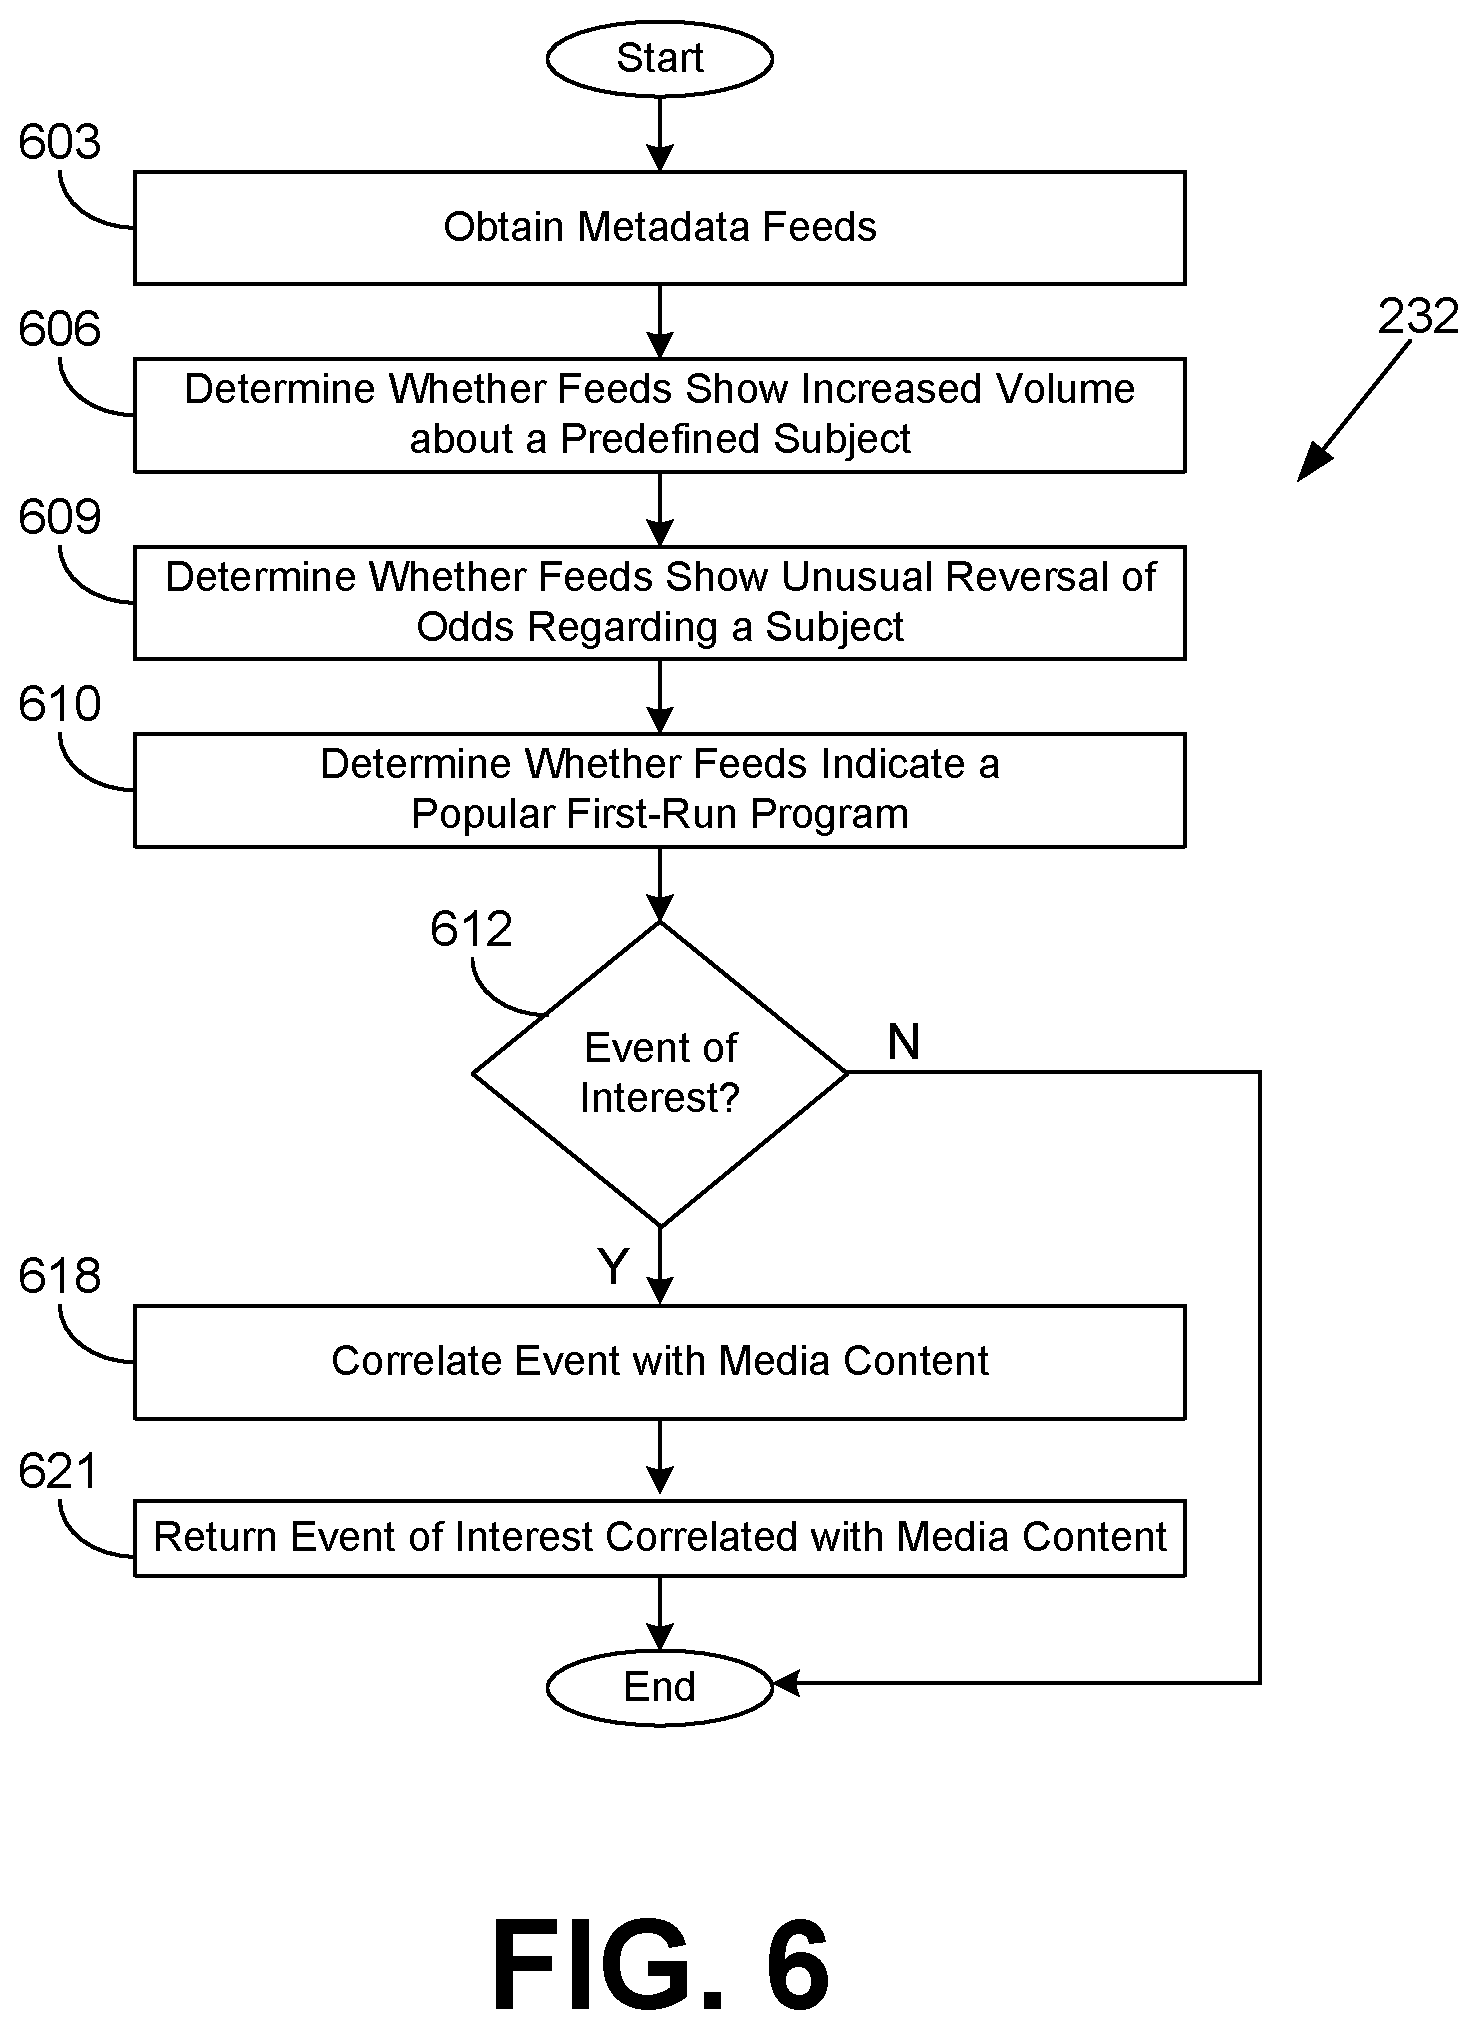 Start
603
Obtain Metadata Feeds
606
232
Determine Whether Feeds Show Increased Volume
about a Predefined Subject
609
Determine Whether Feeds Show Unusual Reversal of
Odds Regarding a Subject
610
Determine Whether Feeds Indicate a
Popular First-Run Program
612
Event of
Interest?
N
Y
618
Correlate Event with Media Content
621
Return Event of Interest Correlated with Media Content
End
FIG. 6